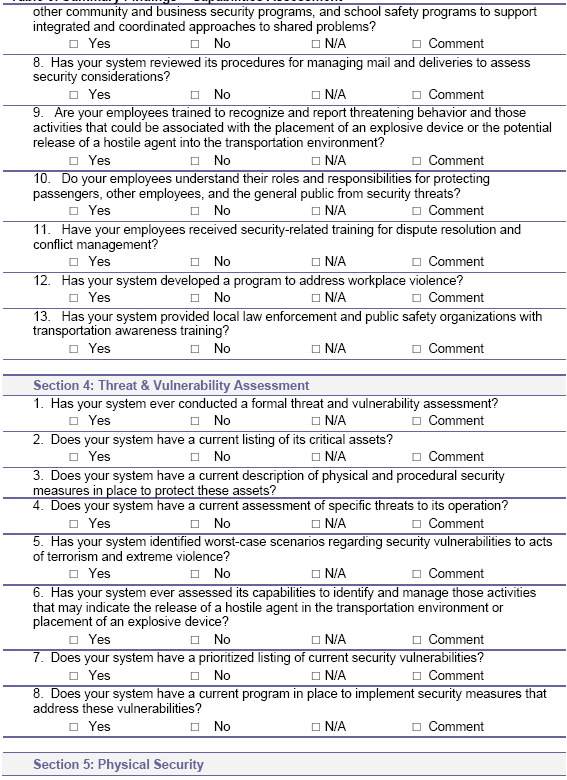 other community and business security programs, and school safety programs to support
integrated and coordinated approaches to shared problems?
☐ Yes ☐ No ☐ N/A ☐ Comment
8. Has your system reviewed its procedures for managing mail and deliveries to assess
security considerations?
☐ Yes ☐ No ☐ N/A ☐ Comment
9. Are your employees trained to recognize and report threatening behavior and those
activities that could be associated with the placement of an explosive device or the potential
release of a hostile agent into the transportation environment?
☐ Yes ☐ No ☐ N/A ☐ Comment
10. Do your employees understand their roles and responsibilities for protecting
passengers, other employees, and the general public from security threats?
☐ Yes ☐ No ☐ N/A ☐ Comment
11. Have your employees received security-related training for dispute resolution and
conflict management?
☐ Yes ☐ No ☐ N/A ☐ Comment
12. Has your system developed a program to address workplace violence?
☐ Yes ☐ No ☐ N/A ☐ Comment
13. Has your system provided local law enforcement and public safety organizations with
transportation awareness training?
☐ Yes ☐ No ☐ N/A ☐ Comment
Section 4: Threat & Vulnerability Assessment
1. Has your system ever conducted a formal threat and vulnerability assessment?
☐ Yes ☐ No ☐ N/A ☐ Comment
2. Does your system have a current listing of its critical assets?
☐ Yes ☐ No ☐ N/A ☐ Comment
3. Does your system have a current description of physical and procedural security
measures in place to protect these assets?
4. Does your system have a current assessment of specific threats to its operation?
☐ Yes ☐ No ☐ N/A ☐ Comment
5. Has your system identified worst-case scenarios regarding security vulnerabilities to acts
of terrorism and extreme violence?
☐ Yes ☐ No ☐ N/A ☐ Comment
6. Has your system ever assessed its capabilities to identify and manage those activities
that may indicate the release of a hostile agent in the transportation environment or
placement of an explosive device?
☐ Yes ☐ No ☐ N/A ☐ Comment
7. Does your system have a prioritized listing of current security vulnerabilities?
☐ Yes ☐ No ☐ N/A ☐ Comment
8. Does your system have a current program in place to implement security measures that
address these vulnerabilities?
☐ Yes ☐ No ☐ N/A ☐ Comment
Section 5: Physical Security